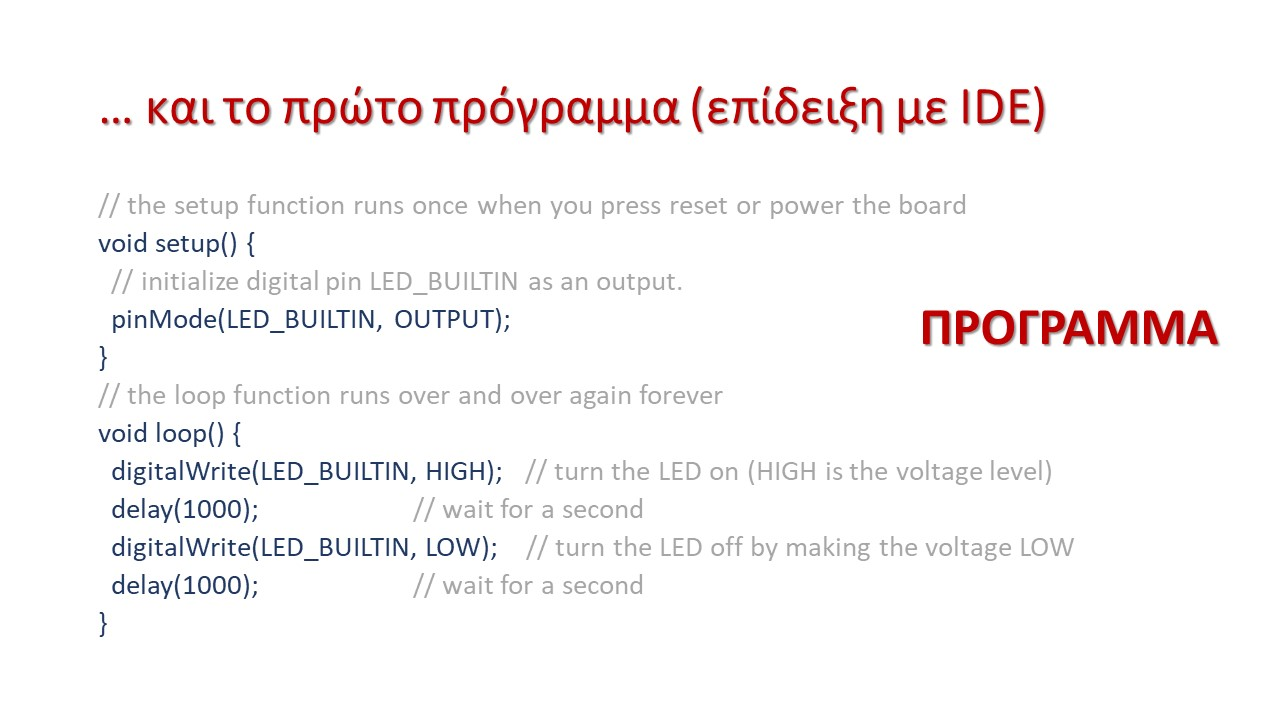 ... και το πρώτο πρόγραμμα (επίδειξη με IDE)
// the setup function runs once when you press reset or power the board
void setup() {
// initialize digital pin LED_BUILTIN as an output.
pinMode(LED_BUILTIN, OUTPUT);
ΠΡΟΓΡΑΜΜΑ
}
// the loop function runs over and over again forever
void loop() {
digitalWrite(LED_BUILTIN, HIGH); // turn the LED on (HIGH is the voltage level)
delay(1000); // wait for a second
digitalWrite(LED_BUILTIN, LOW); // turn the LED off by making the voltage LOW
delay(1000); // wait for a second
}